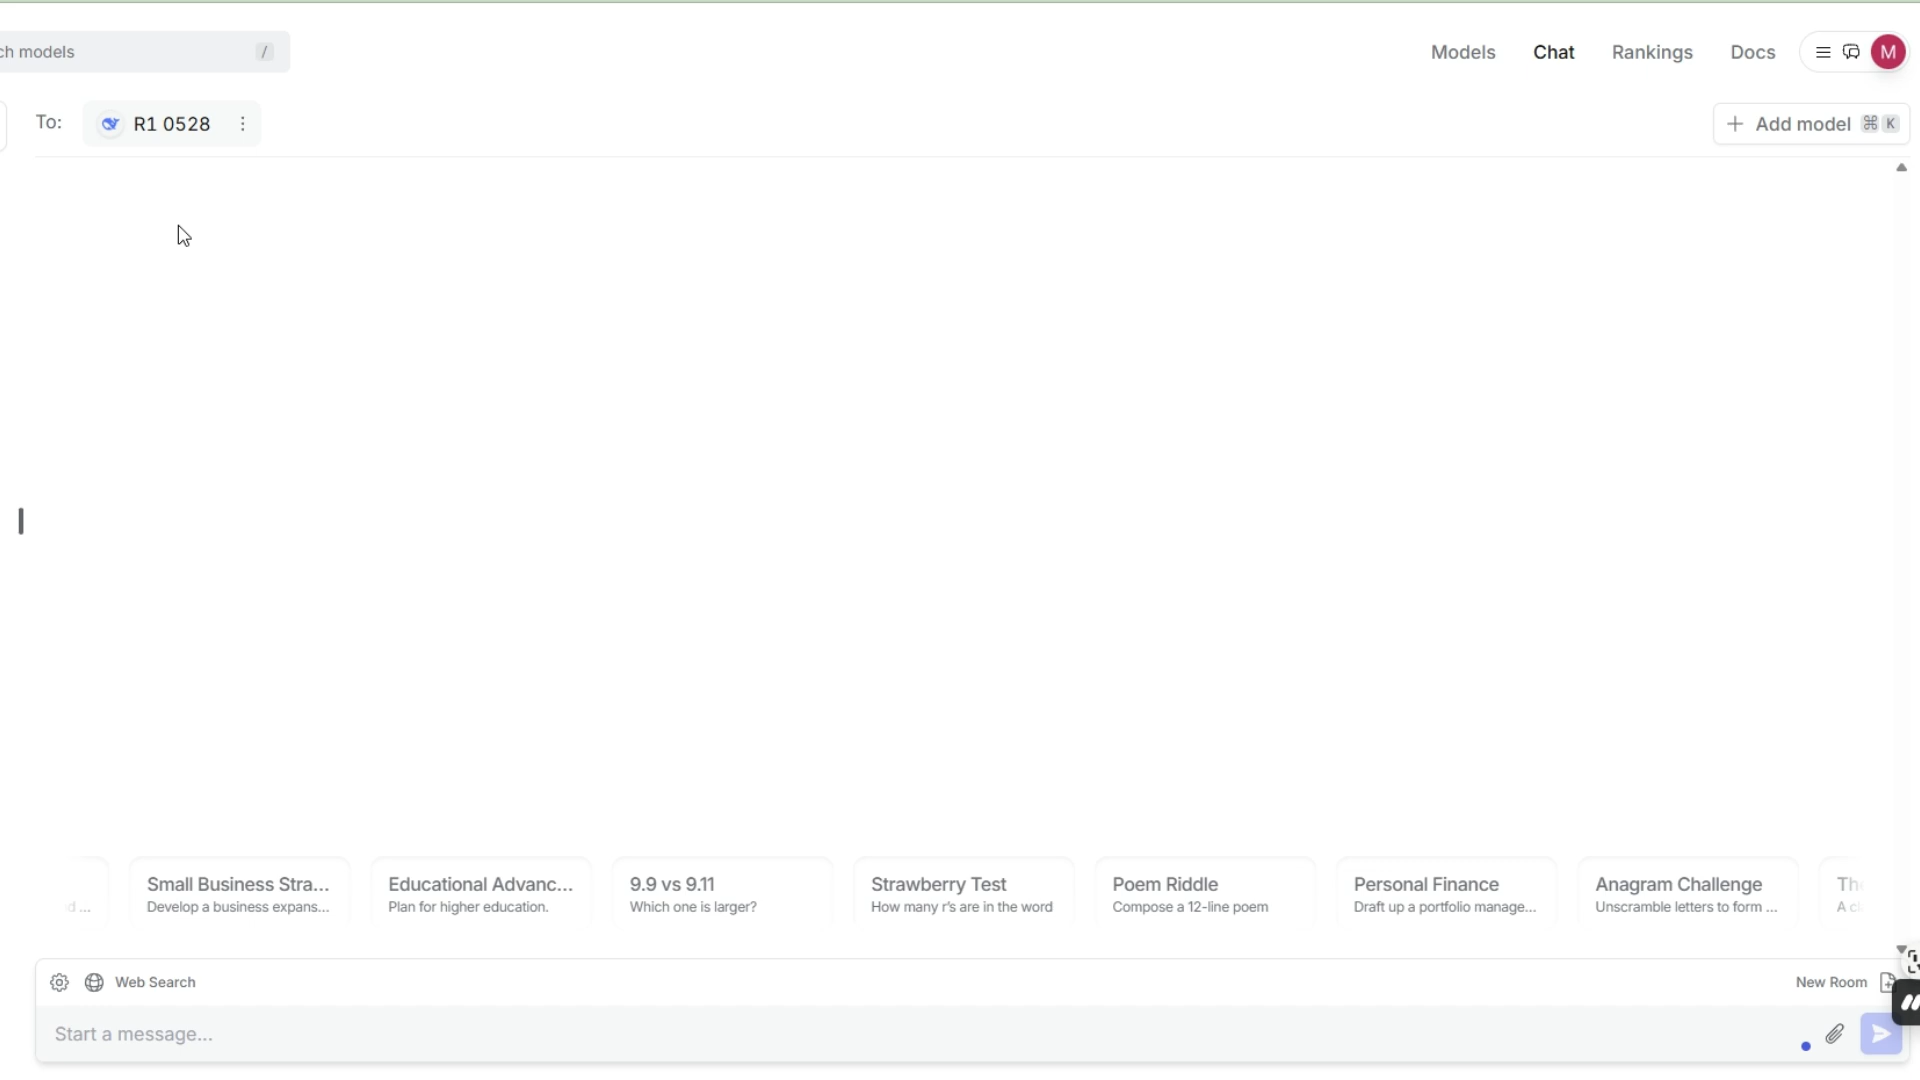 ch models /
Models Chat Rankings Docs M
To: R1 0528
Add model ⌘ K
Small Business Stra... Educational Advanc... 9.9 vs 9.11 Strawberry Test Poem Riddle Personal Finance Anagram Challenge Th
d ... Develop a business expans... Plan for higher education. Which one is larger? How many r's are in the word Compose a 12-line poem Draft up a portfolio manage... Unscramble letters to form ... A c
Web Search New Room
Start a message...